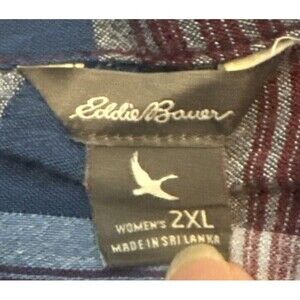 Eddie Bauer
WOMEN'S 2XL
MADE IN SRI LANKA